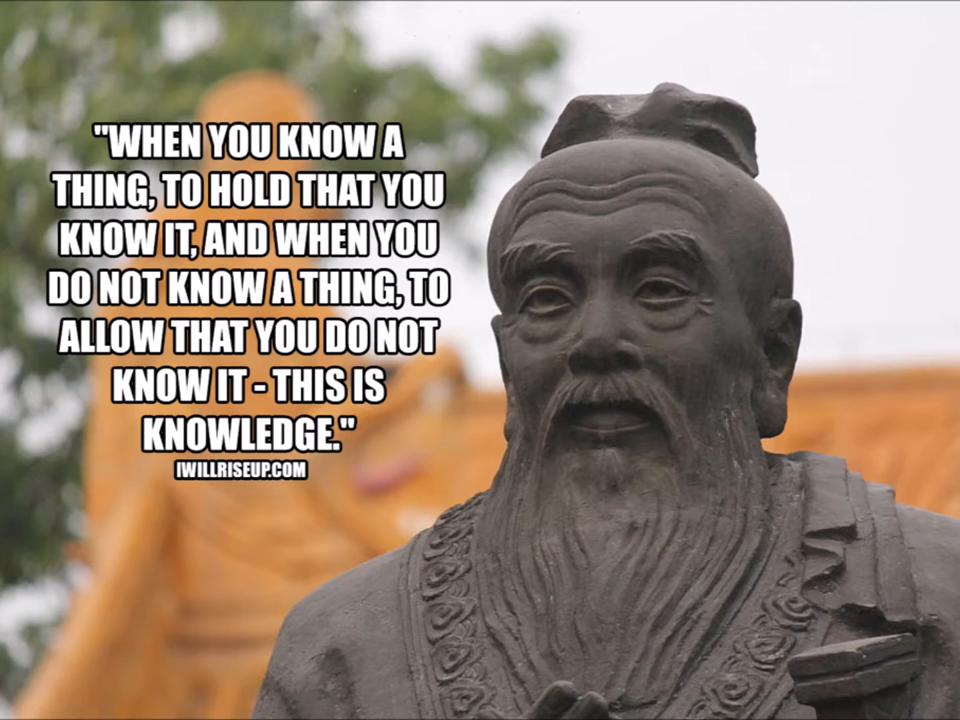 "WHEN YOU KNOW A
THING, TO HOLD THAT YOU
KNOW IT, AND WHEN YOU
DO NOT KNOW A THING, TO
ALLOW THAT YOU DO NOT
KNOW IT - THIS IS
KNOWLEDGE."
IWILLRISEUP.COM